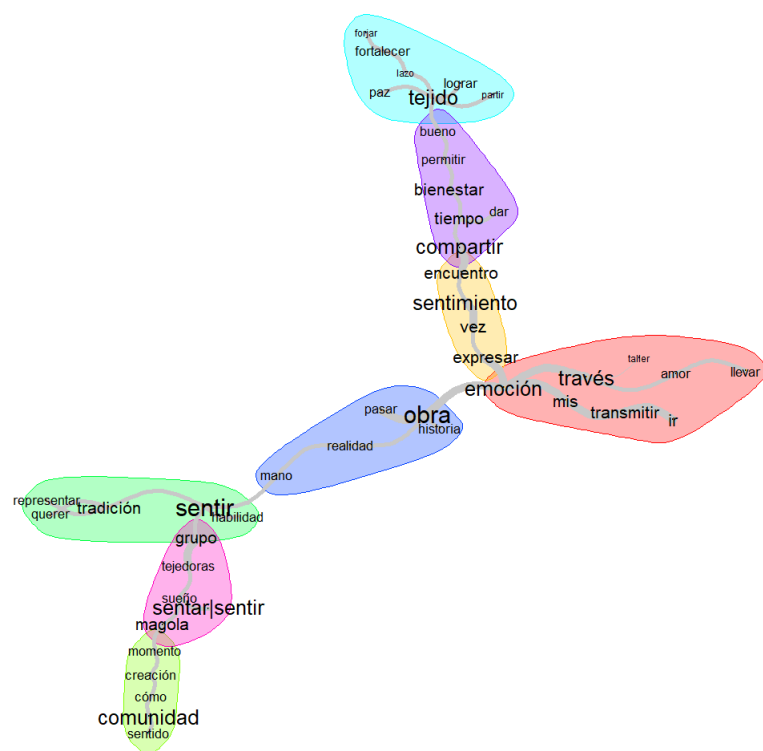 forjar
fortalecer
lazo
lograr
paz
tejido
partir
bueno
permitir
bienestar
dar
tiempo
compartir
encuentro
sentimiento
vez
expresar
taller
amor
llevar
través
emoción
mis
transmitir
ir
pasar
obra
historia
realidad
mano
representar
querer
tradición
sentir
habilidad
grupo
tejedoras
sueño
sentar|sentir
magola
momento
creación
cómo
comunidad
sentido